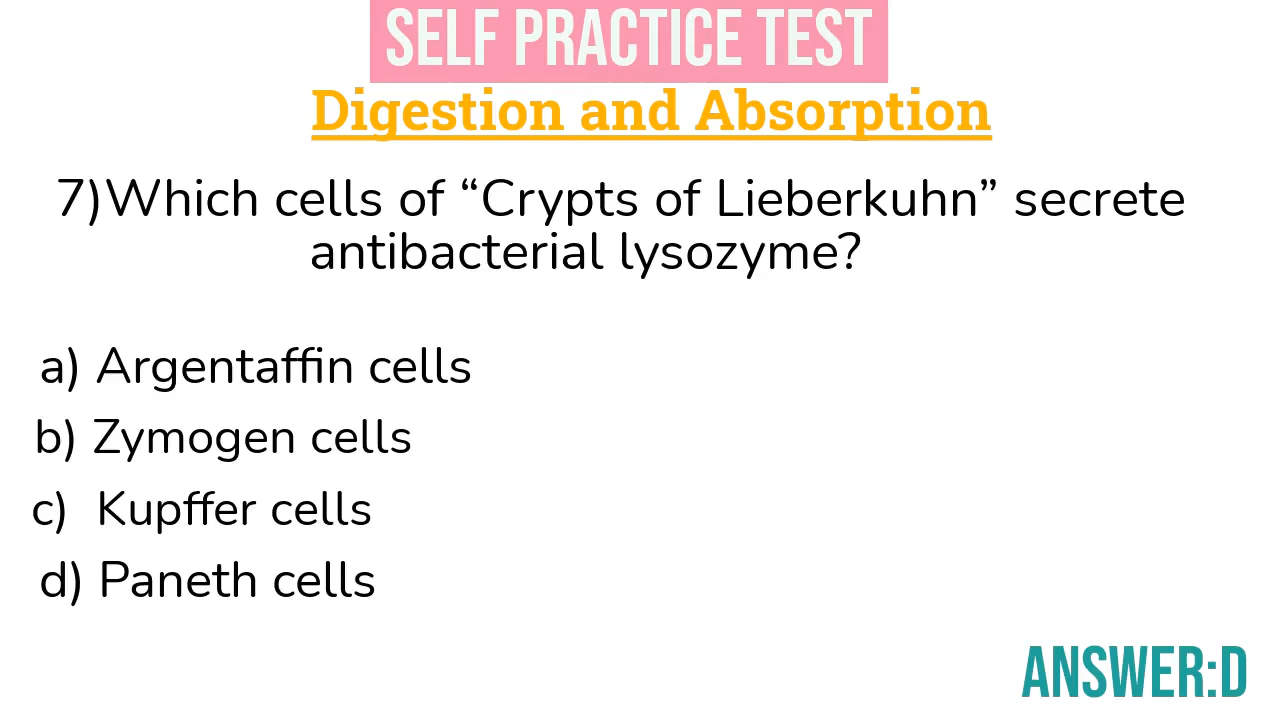 SELF PRACTICE TEST
Digestion and Absorption
7)Which cells of “Crypts of Lieberkuhn” secrete
antibacterial lysozyme?
a) Argentaffin cells
b) Zymogen cells
c) Kupffer cells
d) Paneth cells
ANSWER:D